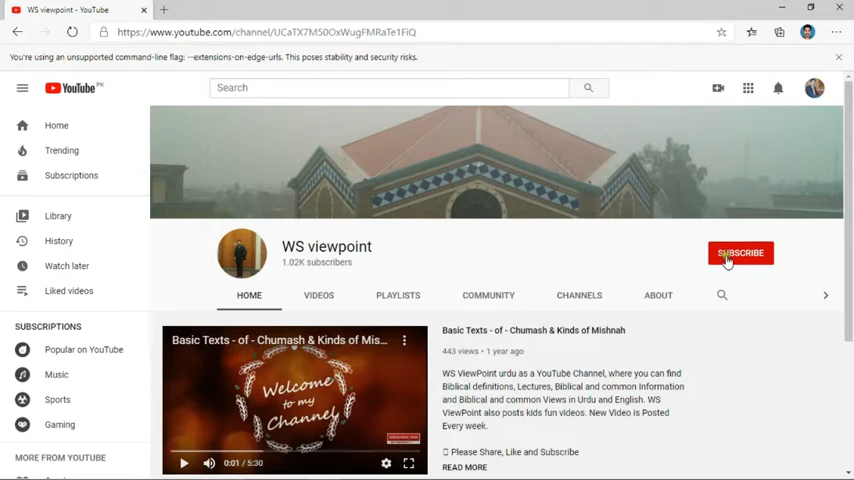 WS viewpoint - YouTube
https://www.youtube.com/channel/UCaTX7M50OxWugFMRaTe1FiQ
You're using an unsupported command-line flag: --extensions-on-edge-urls. This poses stability and security risks.
YouTube PK
Search
Home
Trending
Subscriptions
Library
History
Watch later
Liked videos
SUBSCRIPTIONS
Popular on YouTube
Music
Sports
Gaming
MORE FROM YOUTUBE
WS viewpoint
1.02K subscribers
SUBSCRIBE
HOME VIDEOS PLAYLISTS COMMUNITY CHANNELS ABOUT
Basic Texts - of - Chumash & Kinds of Mis...
Welcome
to my
Channel
0:01 / 5:30
Basic Texts - of - Chumash & Kinds of Mishnah
443 views • 1 year ago
WS ViewPoint urdu as a YouTube Channel, where you can find
Biblical definitions, Lectures, Biblical and common Information
and Biblical and common Views in Urdu and English. WS
ViewPoint also posts kids fun videos. New Video is Posted
Every week.
Please Share, Like and Subscribe
READ MORE